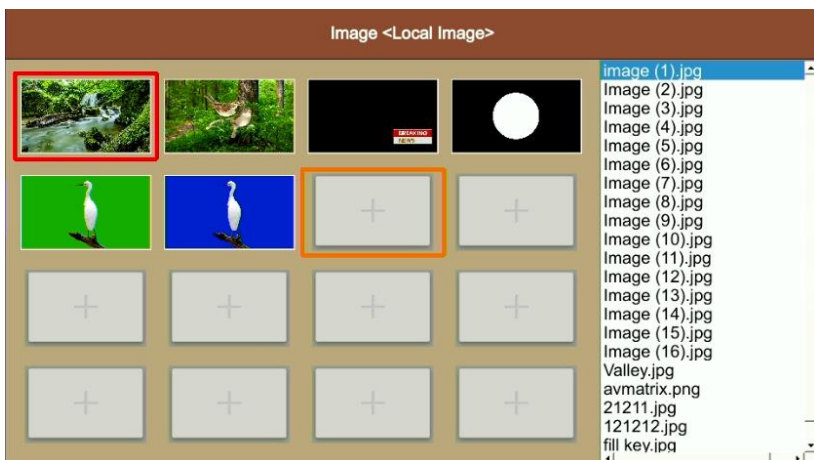 Image <Local Image>
BREAKING
NEWS
image (1).jpg
Image (2).jpg
Image (3).jpg
Image (4).jpg
Image (5).jpg
Image (6).jpg
Image (7).jpg
Image (8).jpg
Image (9).jpg
Image (10).jpg
Image (11).jpg
Image (12).jpg
Image (13).jpg
Image (14).jpg
Image (15).jpg
Image (16).jpg
Valley.jpg
avmatrix.png
21211.jpg
121212.jpg
fill key.jpg